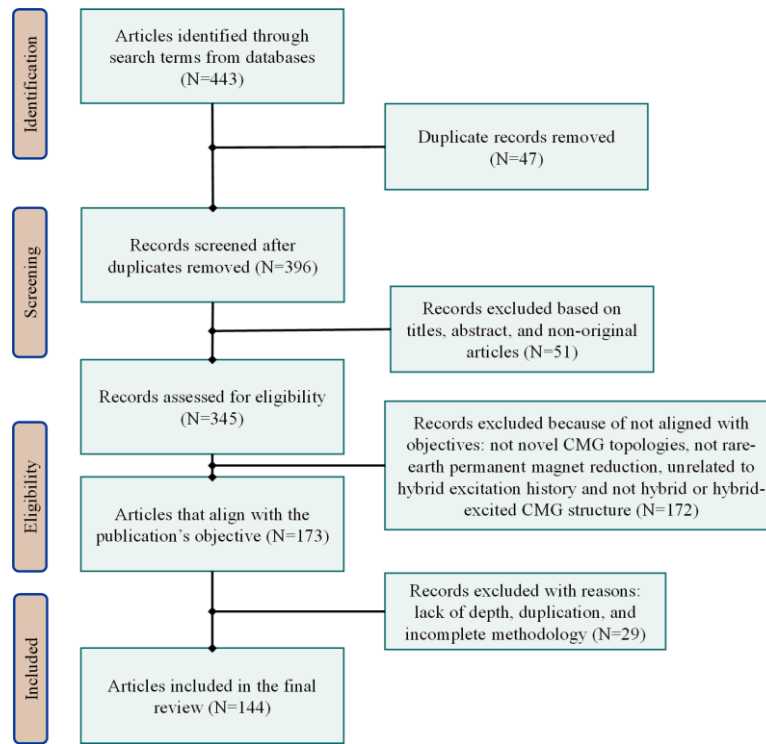 Identification
Articles identified through
search terms from databases
(N=443)
Duplicate records removed
(N=47)
Screening
Records screened after
duplicates removed (N=396)
Records excluded based on
titles, abstract, and non-original
articles (N=51)
Records assessed for eligibility
(N=345)
Eligibility
Records excluded because of not aligned with
objectives: not novel CMG topologies, not rare-
earth permanent magnet reduction, unrelated to
hybrid excitation history and not hybrid or hybrid-
excited CMG structure (N=172)
Articles that align with the
publication’s objective (N=173)
Records excluded with reasons:
lack of depth, duplication, and
incomplete methodology (N=29)
Included
Articles included in the final
review (N=144)